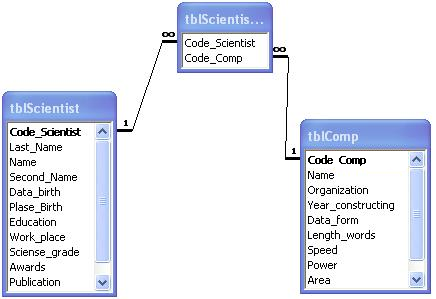 tblScientis...
Code_Scientist
Code_Comp
∞
∞
tblScientist
Code_Scientist
Last_Name
Name
Second_Name
Data_birth
Plase_Birth
Education
Work_place
Sciense_grade
Awards
Publication
1
1
tblComp
Code_Comp
Name
Organization
Year_constructing
Data_form
Length_words
Speed
Power
Area